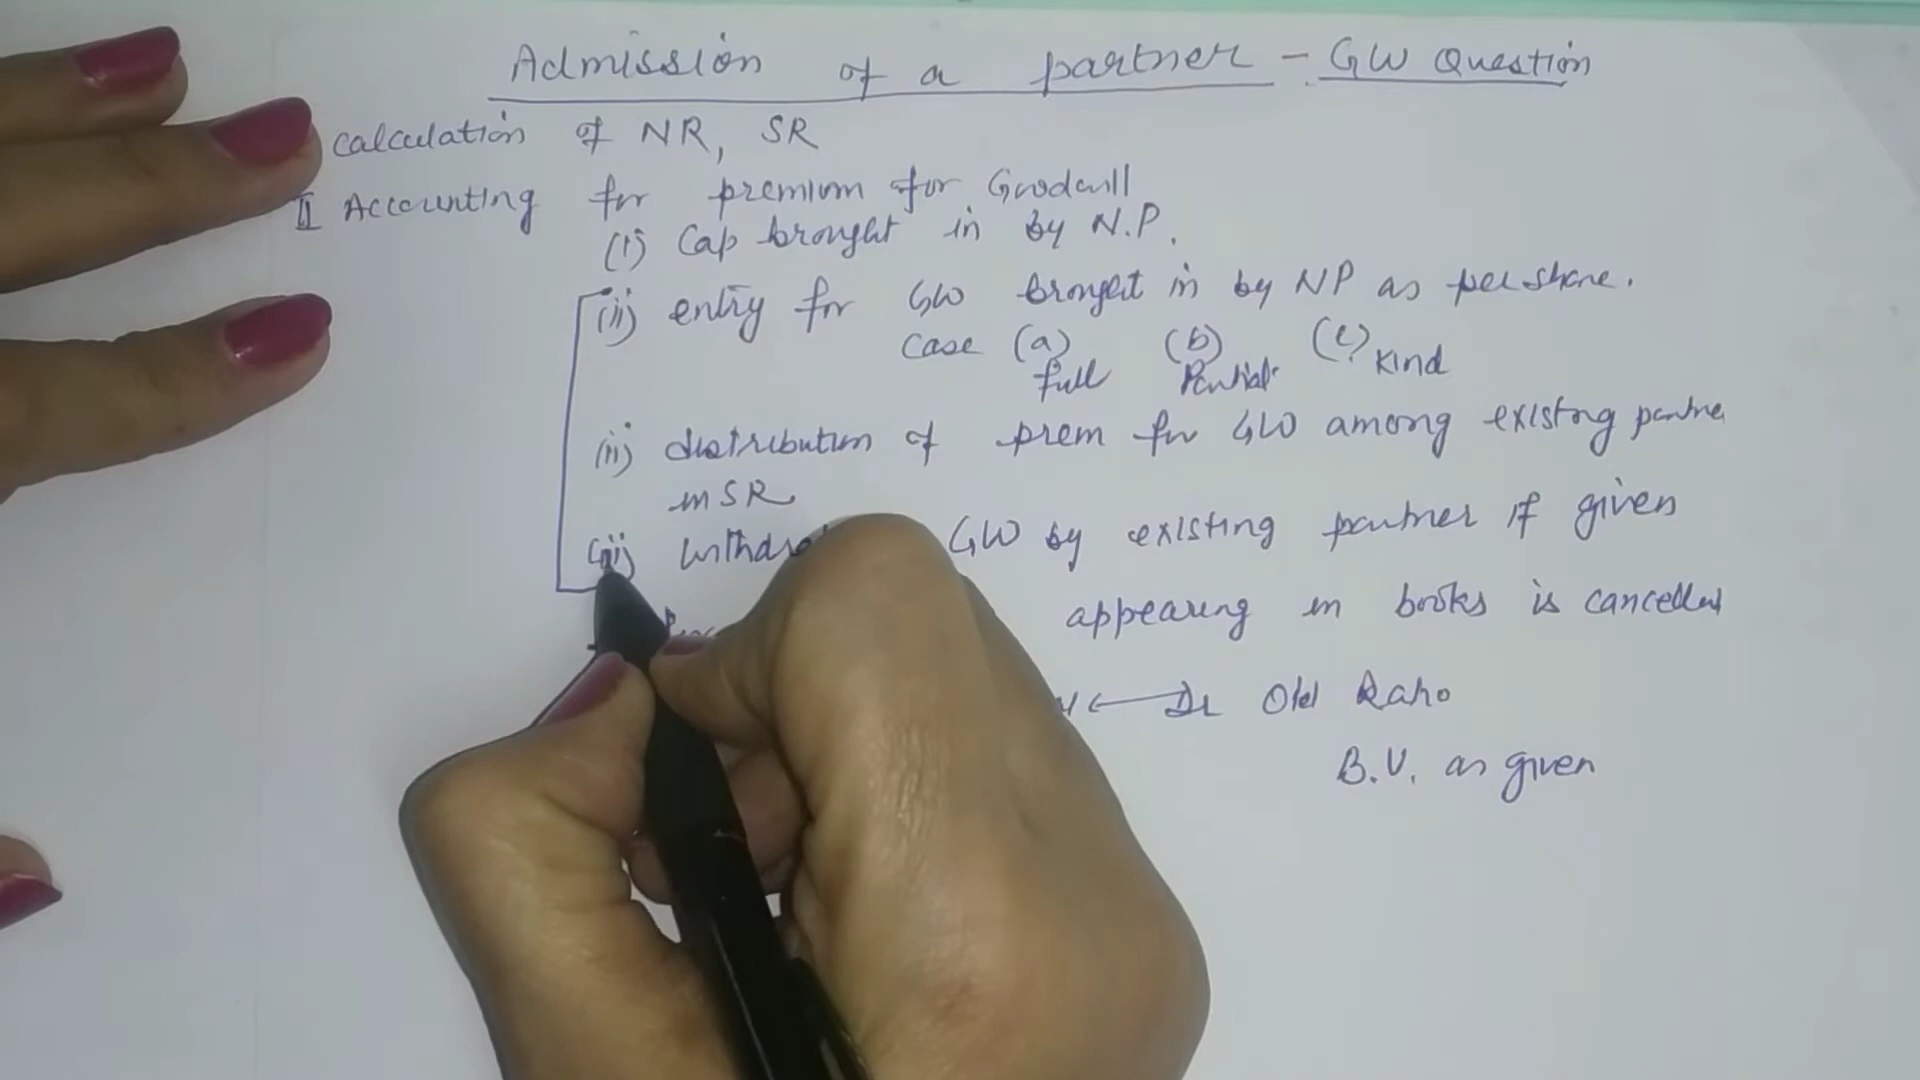 Admission of a partner - GW Question
calculation of NR, SR
II Accounting for premium for Goodwill
(i) Cap brought in by N.P.
(ii) entry for GW brought in by NP as per share.
case (a) (b) (c)
full Partial Kind
(ii) distribution of prem for GW among existing partne
in SR
(iii) GW by existing partner if given
appearing in books is cancelled
Dr Old Ratio
B.V. as given